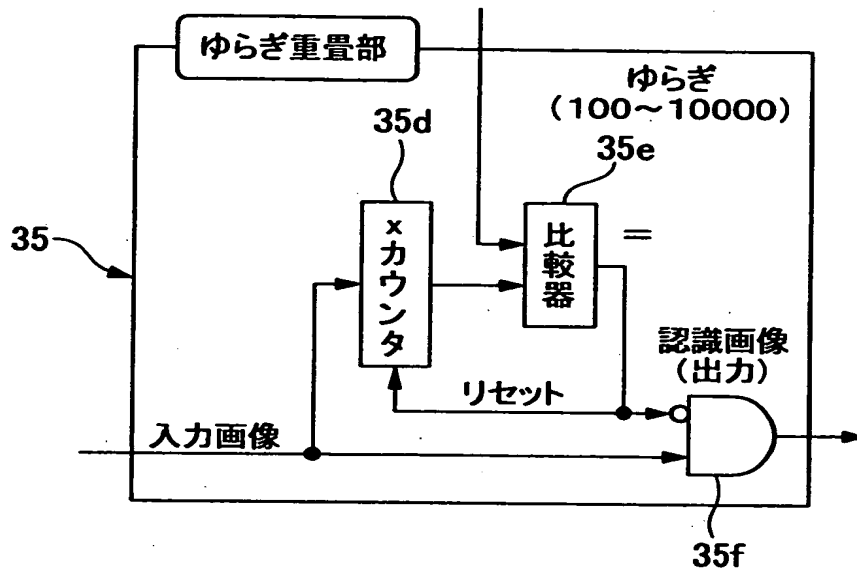 ゆらぎ重畳部
ゆらぎ
（100～10000）
35d
35e
35
×カウンタ
比較器
＝
認識画像
（出力）
リセット
入力画像
35f